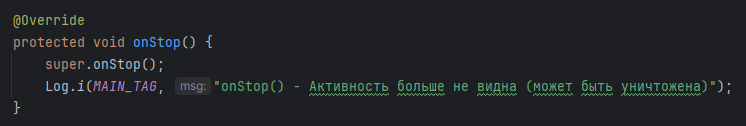 @Override
protected void onStop() {
super.onStop();
Log.i(MAIN_TAG, msg: "onStop() - Активность больше не видна (может быть уничтожена)");
}